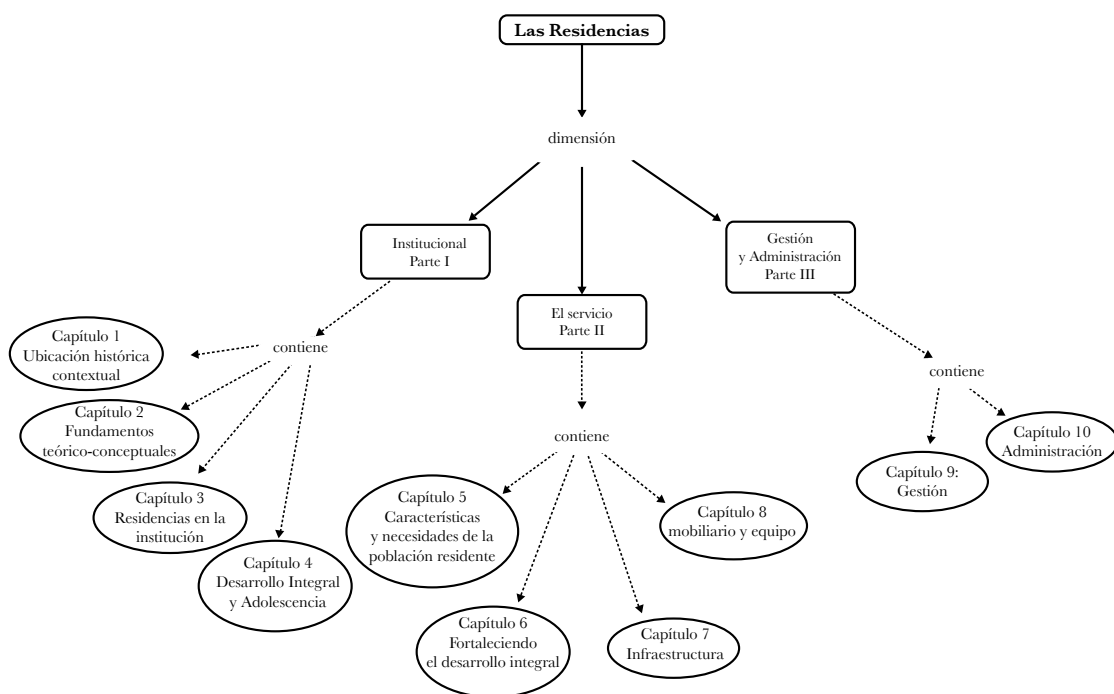 Las Residencias
dimensión
Institucional
Parte I
El servicio
Parte II
Gestión
y Administración
Parte III
contiene
Capítulo 1
Ubicación histórica
contextual
Capítulo 2
Fundamentos
teórico-conceptuales
Capítulo 3
Residencias en la
institución
Capítulo 4
Desarrollo Integral
y Adolescencia
contiene
Capítulo 5
Características
y necesidades de la
población residente
Capítulo 6
Fortaleciendo
el desarrollo integral
Capítulo 7
Infraestructura
Capítulo 8
mobiliario y equipo
contiene
Capítulo 9:
Gestión
Capítulo 10
Administración